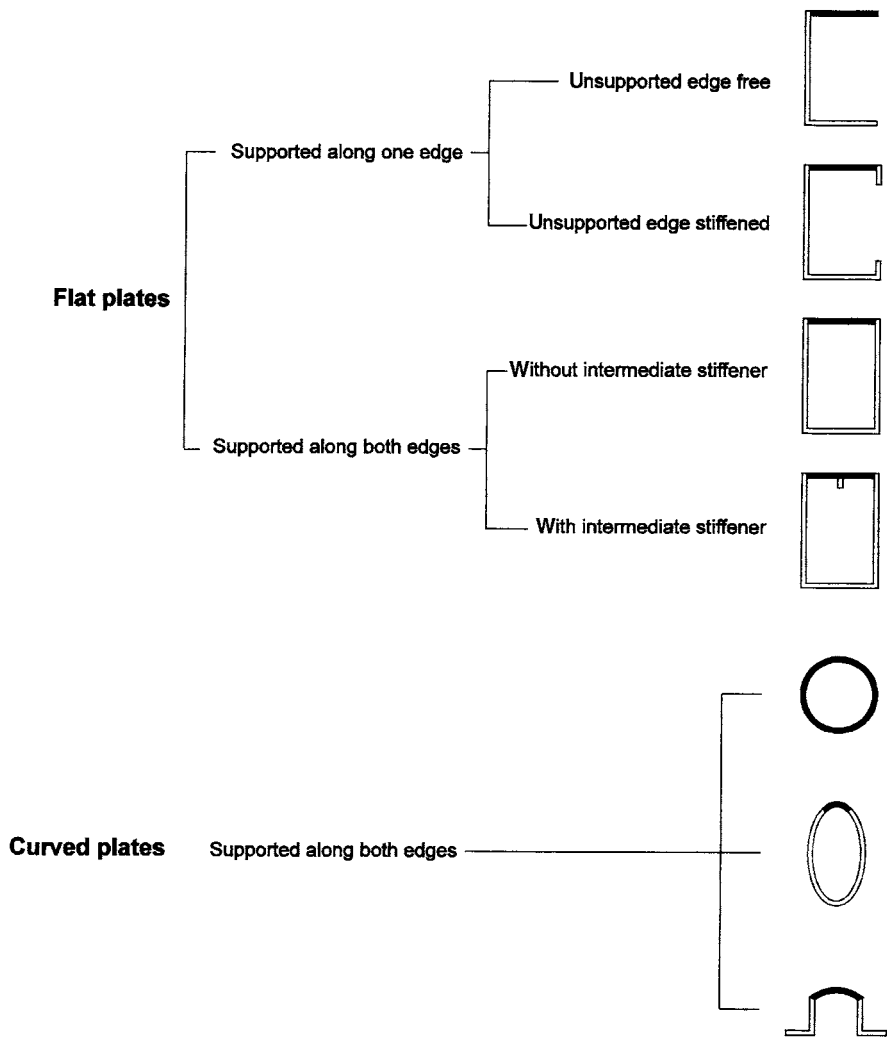 Unsupported edge free
Supported along one edge
Unsupported edge stiffened
Flat plates
Without intermediate stiffener
Supported along both edges
With intermediate stiffener
Curved plates
Supported along both edges